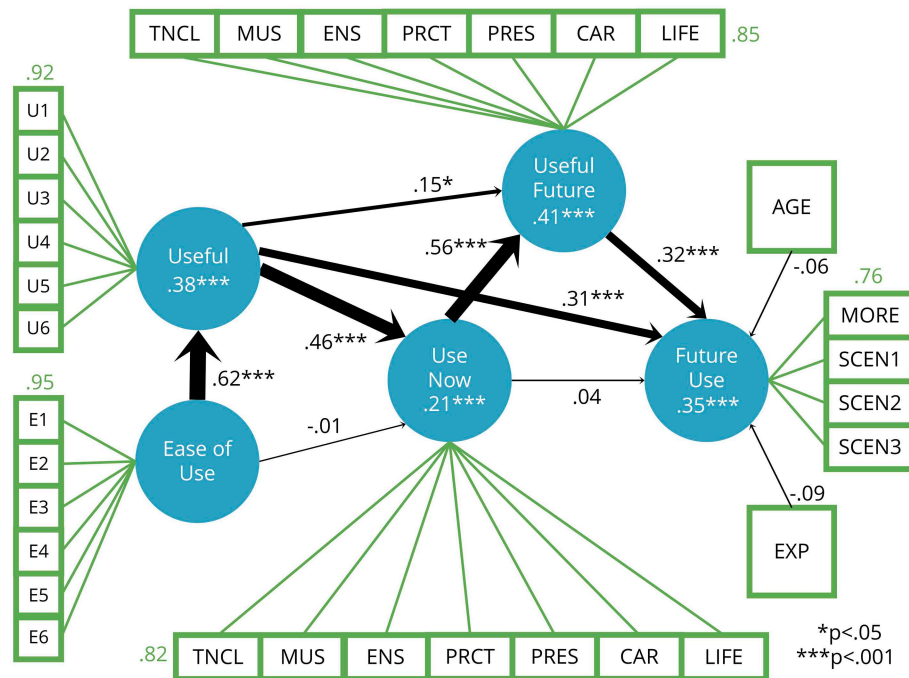 TNCL MUS ENS PRCT PRES CAR LIFE .85
.92
U1
U2
U3
U4
U5
U6
Useful
.38***
.15*
Useful
Future
.41***
.56***
.32***
.31***
.46***
.62***
AGE
-.06
.76
MORE
SCEN1
SCEN2
SCEN3
Use
Now
.21***
.04
Future
Use
.35***
.95
E1
E2
E3
E4
E5
E6
Ease of
Use
-.01
-.09
EXP
.82 TNCL MUS ENS PRCT PRES CAR LIFE
*p<.05
***p<.001